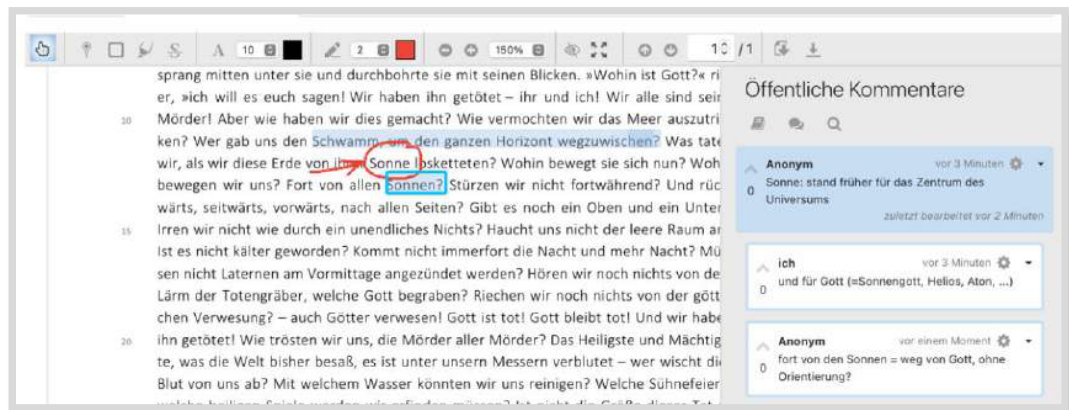 A 10 2 150% 10 /1
sprang mitten unter sie und durchbohrte sie mit seinen Blicken. »Wohin ist Gott?« ri
er, »ich will es euch sagen! Wir haben ihn getötet – ihr und ich! Wir alle sind sein
10 Mörder! Aber wie haben wir dies gemacht? Wie vermochten wir das Meer auszutri
ken? Wer gab uns den Schwamm, um den ganzen Horizont wegzuwischen? Was tate
wir, als wir diese Erde von ihrer Sonne losketteten? Wohin bewegt sie sich nun? Woh
bewegen wir uns? Fort von allen Sonnen? Stürzen wir nicht fortwährend? Und rüc
wärts, seitwärts, vorwärts, nach allen Seiten? Gibt es noch ein Oben und ein Unter
15 Irren wir nicht wie durch ein unendliches Nichts? Haucht uns nicht der leere Raum an
Ist es nicht kälter geworden? Kommt nicht immerfort die Nacht und mehr Nacht? Mü
sen nicht Laternen am Vormittage angezündet werden? Hören wir noch nichts von de
Lärm der Totengräber, welche Gott begraben? Riechen wir noch nichts von der gött
chen Verwesung? – auch Götter verwesen! Gott ist tot! Gott bleibt tot! Und wir habe
20 ihn getötet! Wie trösten wir uns, die Mörder aller Mörder? Das Heiligste und Mächtig
te, was die Welt bisher besaß, es ist unter unsern Messern verblutet – wer wischt die
Blut von uns ab? Mit welchem Wasser könnten wir uns reinigen? Welche Sühnefeier
Öffentliche Kommentare
Anonym vor 3 Minuten
0 Sonne: stand früher für das Zentrum des
Universums
zuletzt bearbeitet vor 2 Minuten
ich vor 3 Minuten
0 und für Gott (=Sonnengott, Helios, Aton, ...)
Anonym vor einem Moment
0 fort von den Sonnen = weg von Gott, ohne
Orientierung?